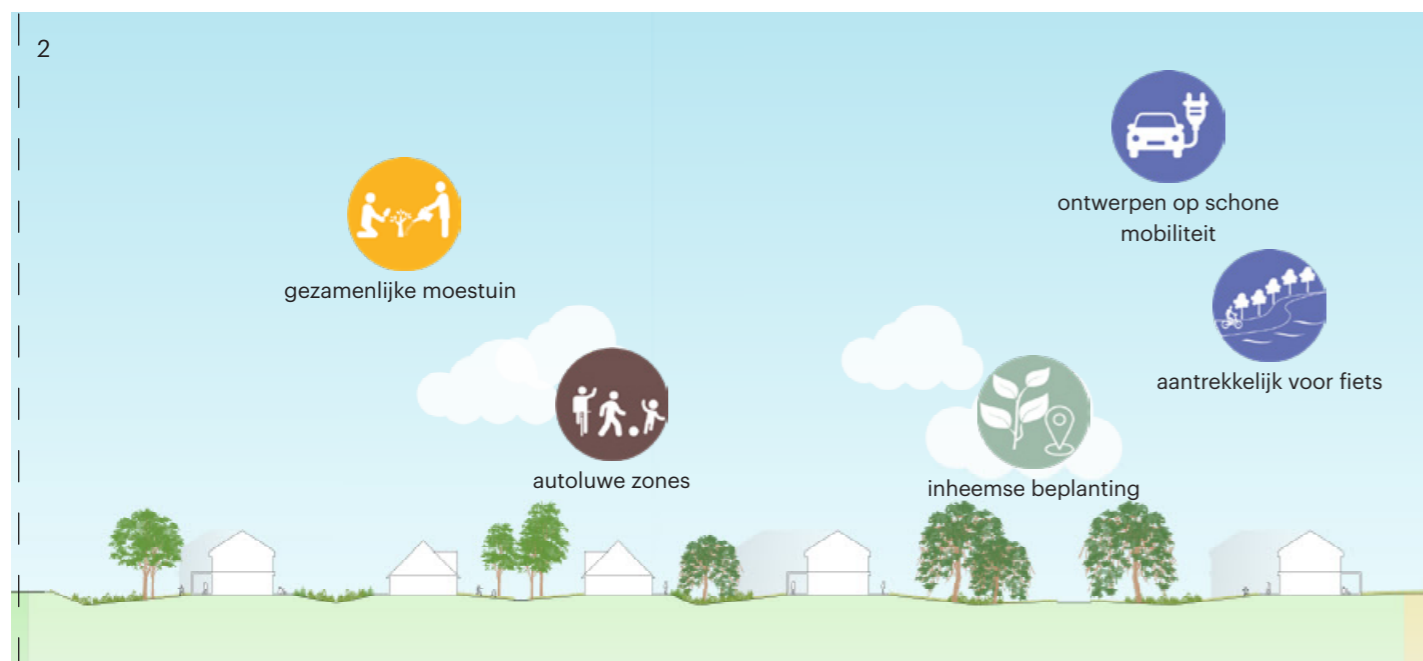 2
ontwerpen op schone
mobiliteit
gezamenlijke moestuin
aantrekkelijk voor fiets
autoluwe zones
inheemse beplanting